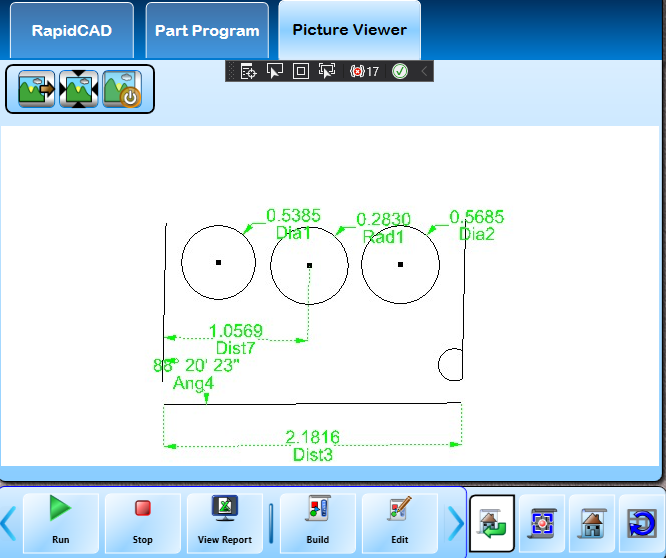 RapidCAD
Part Program
Picture Viewer
17
0.5385
Dia1
0.2830
Rad1
0.5685
Dia2
1.0569
Dist7
88° 20' 23"
Ang4
2.1816
Dist3
Run
Stop
View Report
Build
Edit